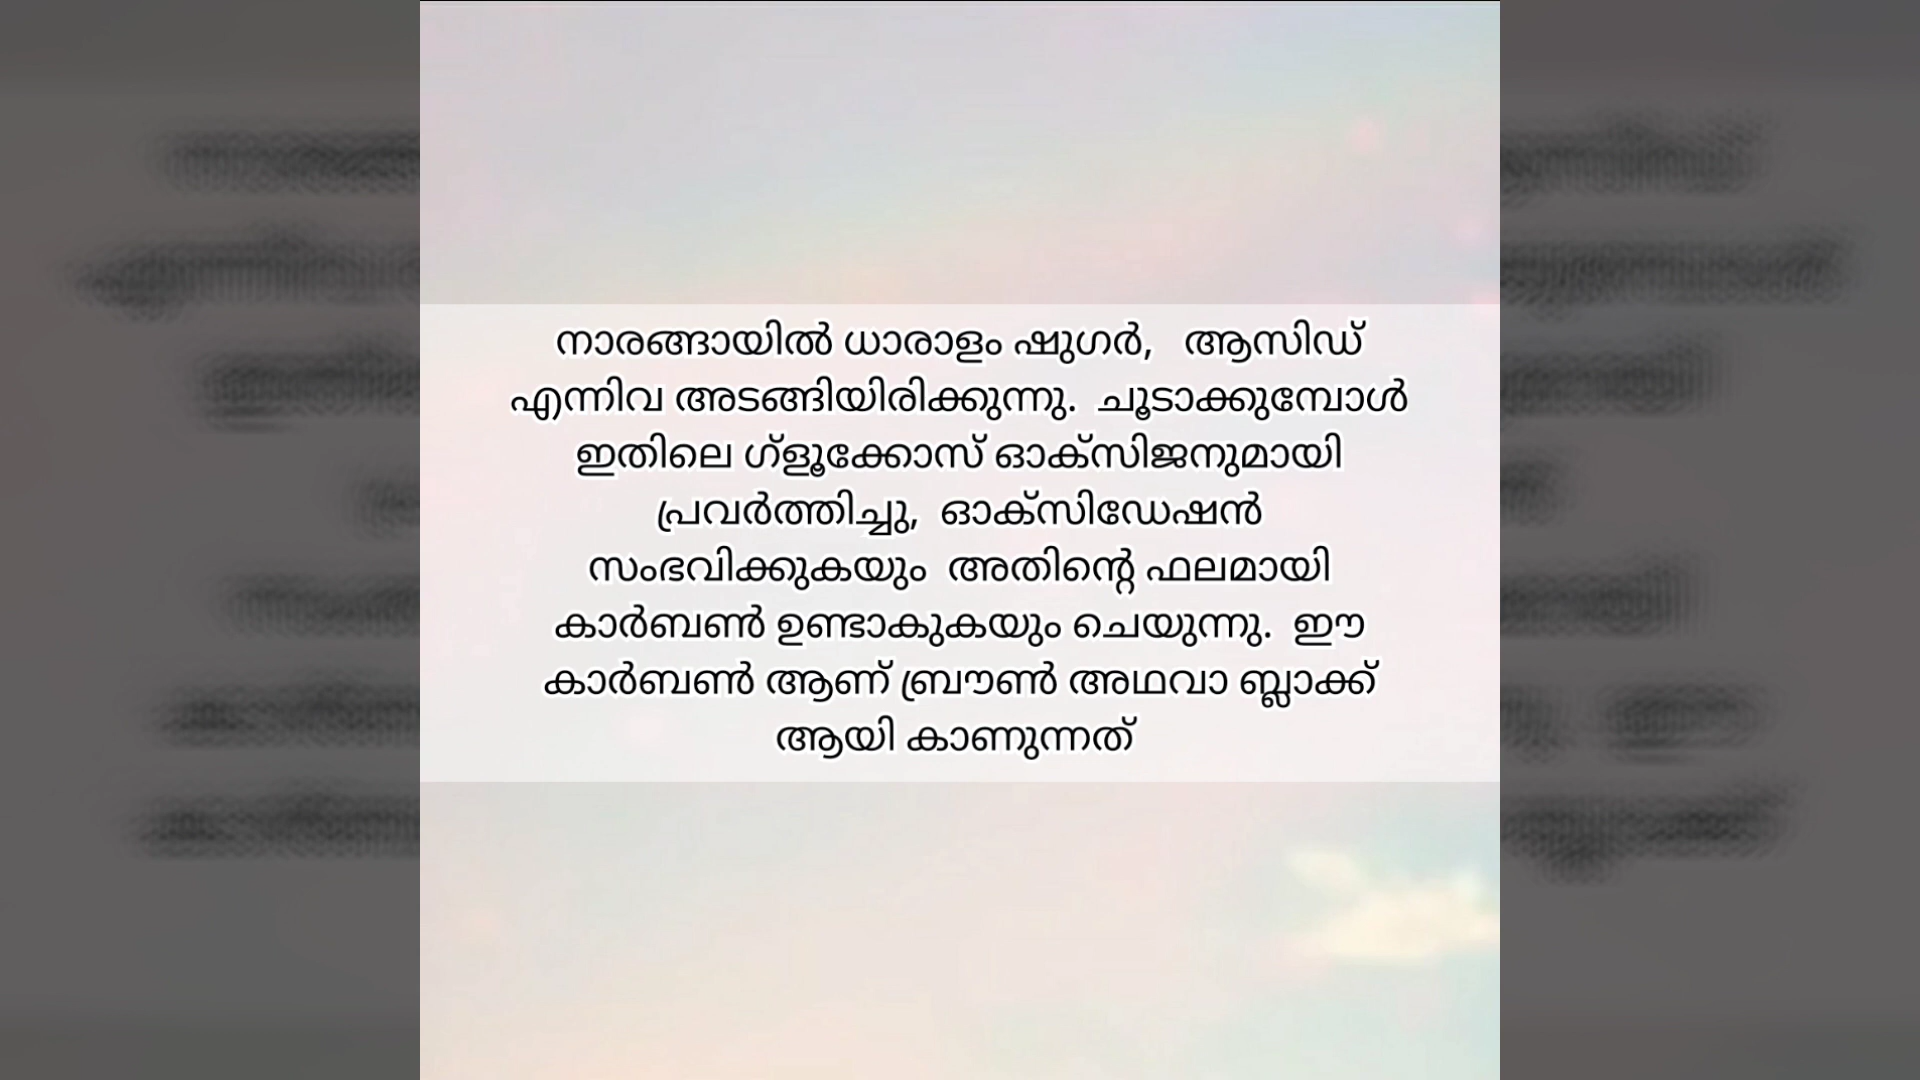 നാരങ്ങായിൽ ധാരാളം ഷുഗർ, ആസിഡ്
എന്നിവ അടങ്ങിയിരിക്കുന്നു. ചൂടാക്കുമ്പോൾ
ഇതിലെ ഗ്ളൂക്കോസ് ഓക്സിജനുമായി
പ്രവർത്തിച്ചു, ഓക്സിഡേഷൻ
സംഭവിക്കുകയും അതിന്റെ ഫലമായി
കാർബൺ ഉണ്ടാകുകയും ചെയുന്നു. ഈ
കാർബൺ ആണ് ബ്രൗൺ അഥവാ ബ്ലാക്ക്
ആയി കാണുന്നത്